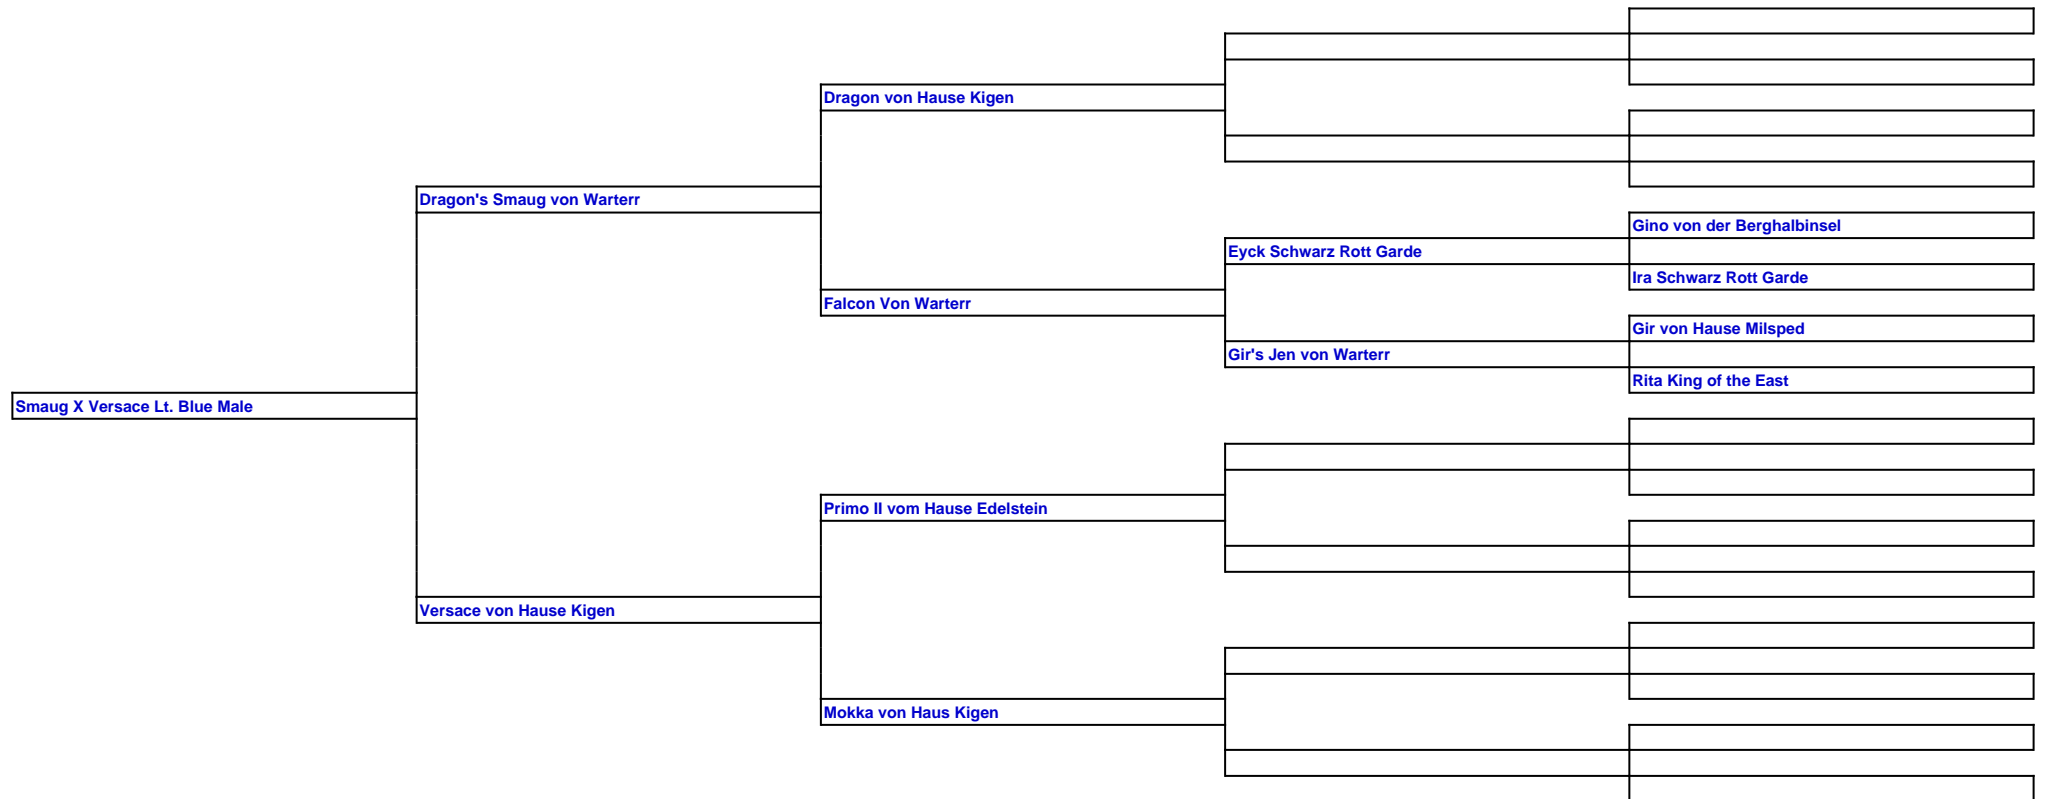 Dragon von Hause Kigen
Dragon's Smaug von Warterr
Gino von der Berghalbinsel
Eyck Schwarz Rott Garde
Ira Schwarz Rott Garde
Falcon Von Warterr
Gir von Hause Milsped
Gir's Jen von Warterr
Rita King of the East
Smaug X Versace Lt. Blue Male
Primo II vom Hause Edelstein
Versace von Hause Kigen
Mokka von Haus Kigen